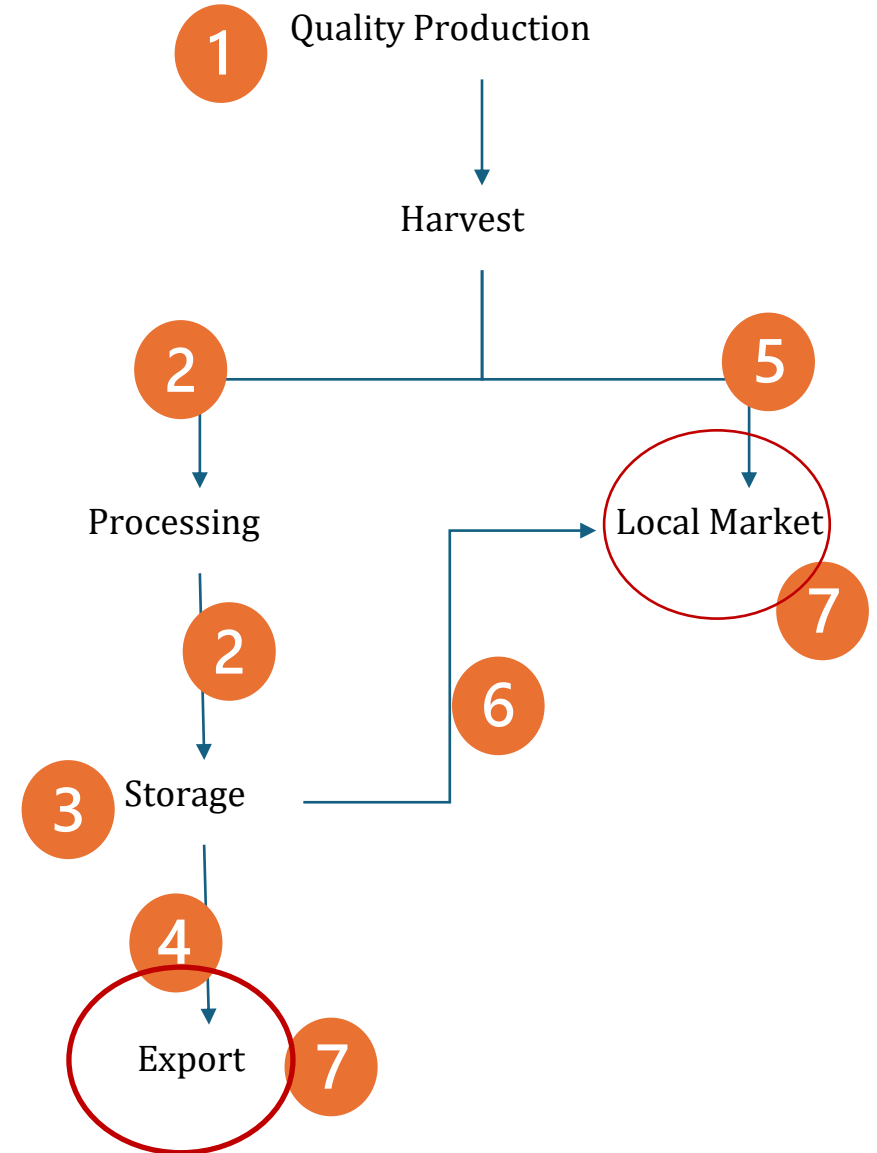 1
Quality Production
Harvest
2
5
Processing
Local Market
7
2
6
3
Storage
4
Export
7